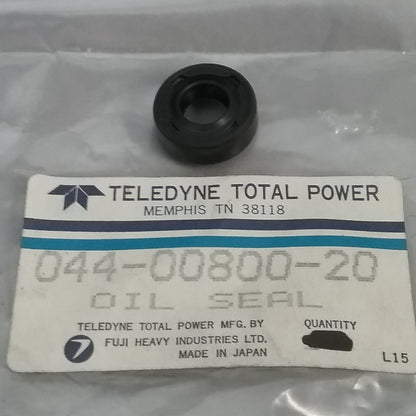 TELEDYNE TOTAL POWER
MEMPHIS TN 38118
044-00800-20
OIL SEAL
TELEDYNE TOTAL POWER MFG. BY
FUJI HEAVY INDUSTRIES LTD.
MADE IN JAPAN
QUANTITY
L15